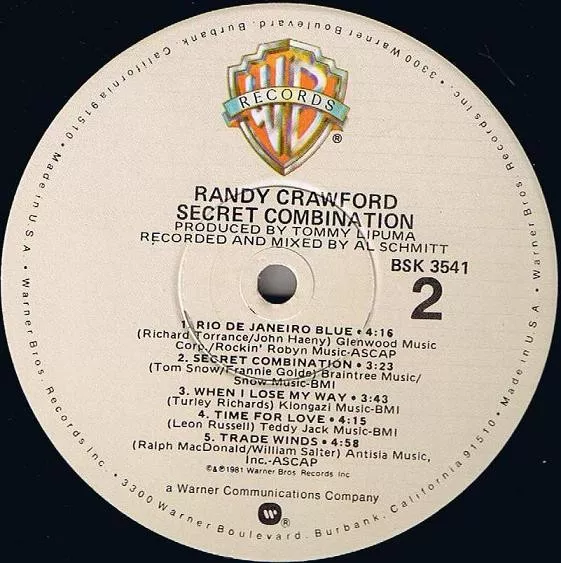 WB
RECORDS
®
RANDY CRAWFORD
SECRET COMBINATION
PRODUCED BY TOMMY LIPUMA
RECORDED AND MIXED BY AL SCHMITT
BSK 3541
2
1. RIO DE JANEIRO BLUE • 4:16
(Richard Torrance/John Haeny) Glenwood Music
Corp./Rockin' Robyn Music-ASCAP
2. SECRET COMBINATION • 3:23
(Tom Snow/Frannie Golde) Braintree Music/
Snow Music-BMI
3. WHEN I LOSE MY WAY • 3:43
(Turley Richards) Klongazi Music-BMI
4. TIME FOR LOVE • 4:15
(Leon Russell) Teddy Jack Music-BMI
5. TRADE WINDS • 4:58
(Ralph MacDonald/William Salter) Antisia Music,
Inc.-ASCAP
©&℗1981 Warner Bros. Records Inc
a Warner Communications Company
®
Warner Bros. Records Inc. • 3300 Warner Boulevard, Burbank, California 91510 • Made in U.S.A. • Warner Bros. Records Inc. • 3300 Warner Boulevard, Burbank, California 91510 • Made in U.S.A. •